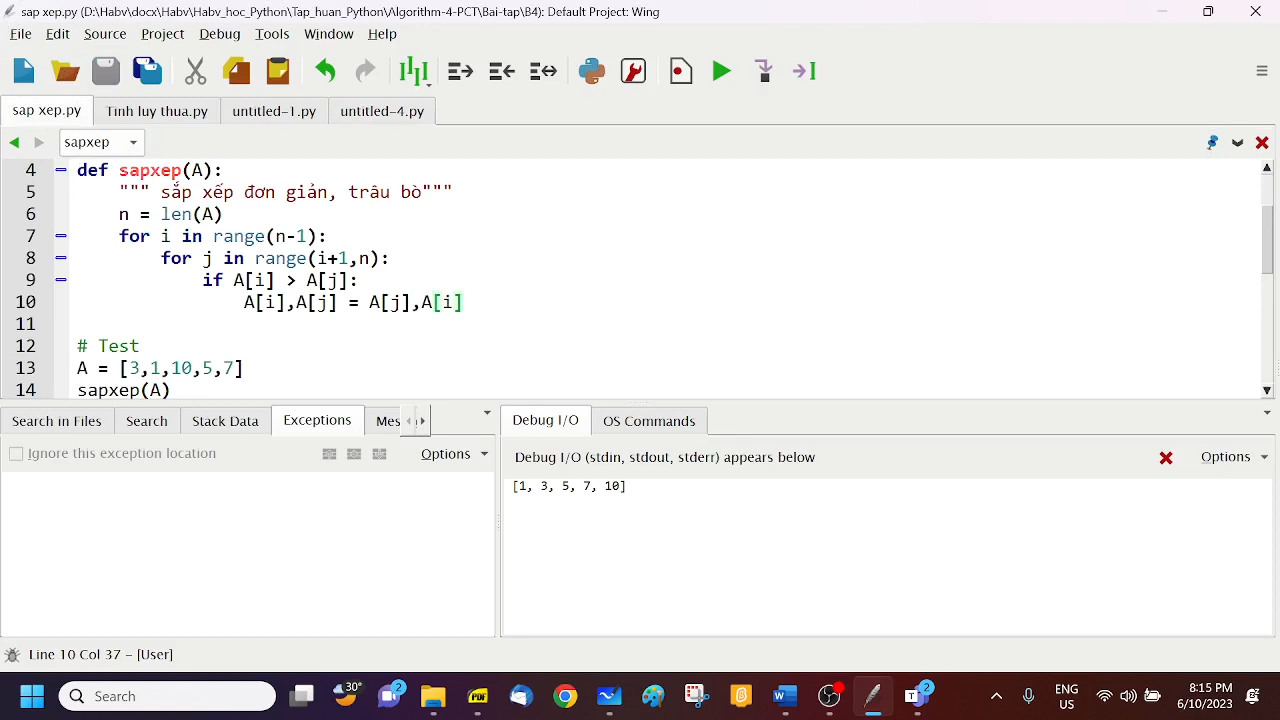 sap xep.py (D:\Habv\docx\Habv\Habv_hoc_Python\Tap_huan_Python\Algorithm-4-PCT\Bai-tap\B4): Default Project: Wing
File Edit Source Project Debug Tools Window Help
sap xep.py Tinh luy thua.py untitled-1.py untitled-4.py
sapxep
4 def sapxep(A):
5 """ sắp xếp đơn giản, trâu bò"""
6 n = len(A)
7 for i in range(n-1):
8 for j in range(i+1,n):
9 if A[i] > A[j]:
10 A[i],A[j] = A[j],A[i]
11
12 # Test
13 A = [3,1,10,5,7]
14 sapxep(A)
Search in Files Search Stack Data Exceptions Mes
Debug I/O OS Commands
Ignore this exception location Options
Debug I/O (stdin, stdout, stderr) appears below Options
[1, 3, 5, 7, 10]
Line 10 Col 37 – [User]
Search
30°
2
PDF
2
ENG
US
8:15 PM
6/10/2023